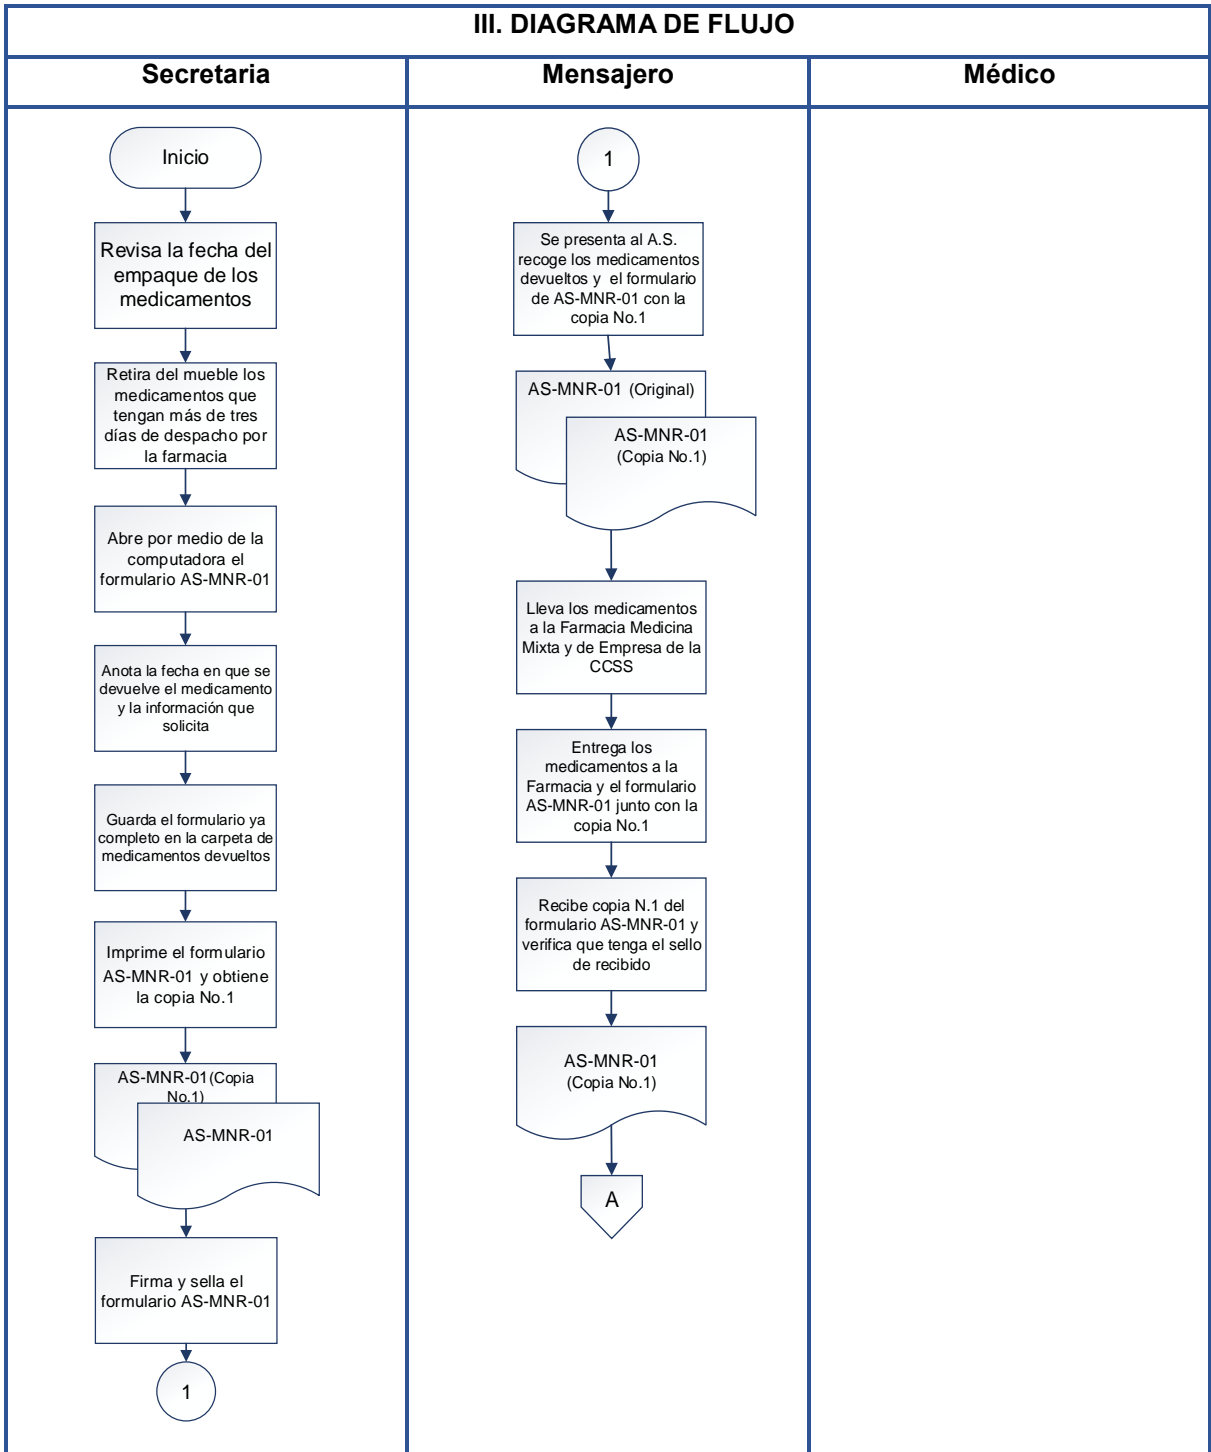 III. DIAGRAMA DE FLUJO
Secretaria
Mensajero
Médico
Inicio
Revisa la fecha del
empaque de los
medicamentos
Retira del mueble los
medicamentos que
tengan más de tres
días de despacho por
la farmacia
Abre por medio de la
computadora el
formulario AS-MNR-01
Anota la fecha en que se
devuelve el medicamento
y la información que
solicita
Guarda el formulario ya
completo en la carpeta de
medicamentos devueltos
Imprime el formulario
AS-MNR-01 y obtiene
la copia No.1
AS-MNR-01(Copia
No.1)
AS-MNR-01
Firma y sella el
formulario AS-MNR-01
1
1
Se presenta al A.S.
recoge los medicamentos
devueltos y el formulario
de AS-MNR-01 con la
copia No.1
AS-MNR-01 (Original)
AS-MNR-01
(Copia No.1)
Lleva los medicamentos
a la Farmacia Medicina
Mixta y de Empresa de la
CCSS
Entrega los
medicamentos a la
Farmacia y el formulario
AS-MNR-01 junto con la
copia No.1
Recibe copia N.1 del
formulario AS-MNR-01 y
verifica que tenga el sello
de recibido
AS-MNR-01
(Copia No.1)
A